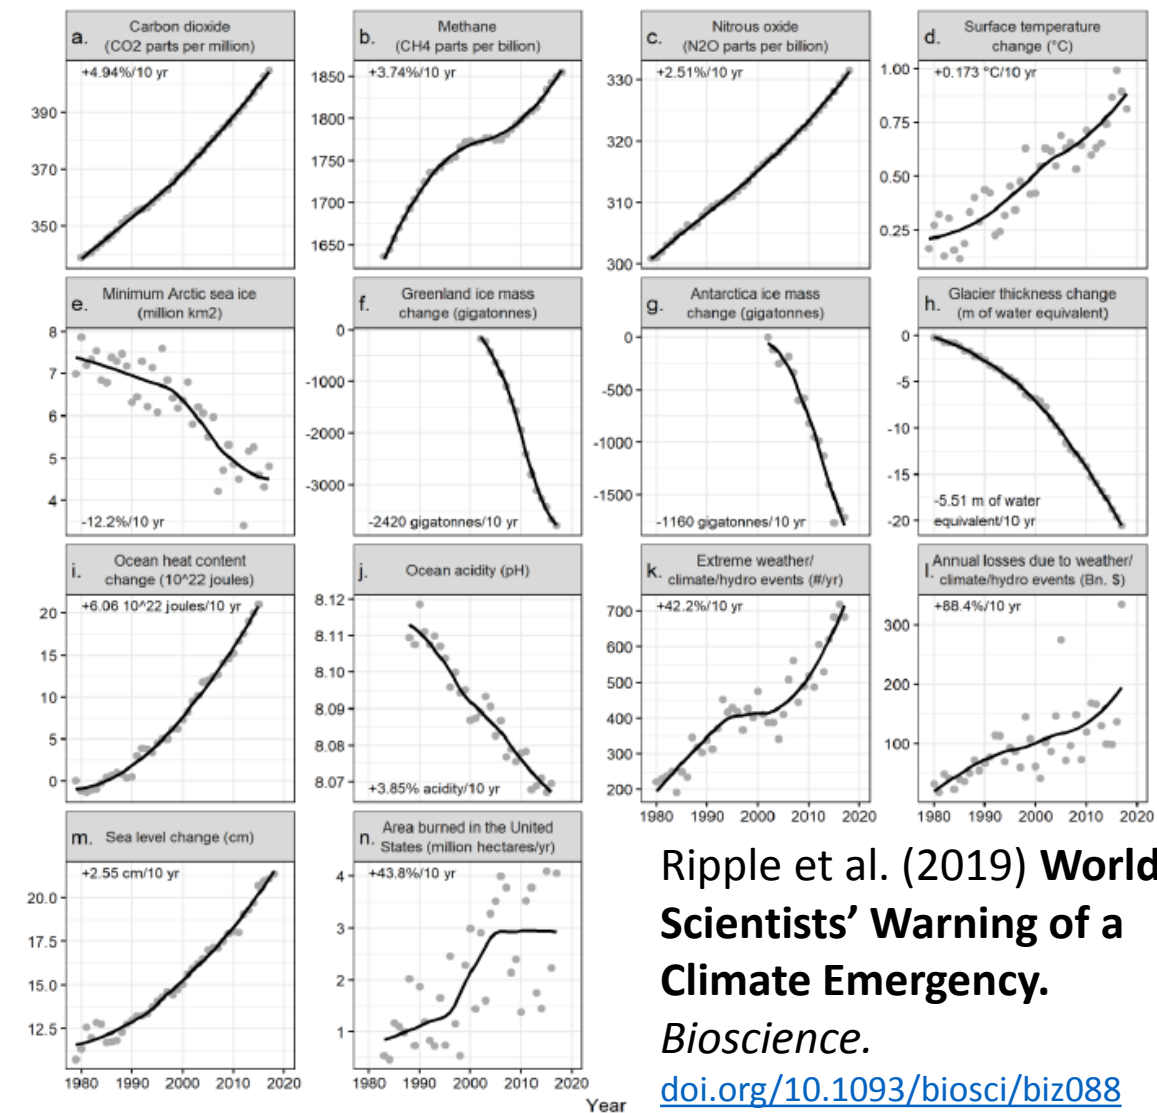 a. Carbon dioxide
(CO2 parts per million)
+4.94%/10 yr
390
370
350
b. Methane
(CH4 parts per billion)
+3.74%/10 yr
1850
1800
1750
1700
1650
c. Nitrous oxide
(N2O parts per billion)
+2.51%/10 yr
330
320
310
300
d. Surface temperature
change (°C)
+0.173 °C/10 yr
1.00
0.75
0.50
0.25
e. Minimum Arctic sea ice
(million km2)
8
7
6
5
4
-12.2%/10 yr
f. Greenland ice mass
change (gigatonnes)
0
-1000
-2000
-3000
-2420 gigatonnes/10 yr
g. Antarctica ice mass
change (gigatonnes)
0
-500
-1000
-1500
-1160 gigatonnes/10 yr
h. Glacier thickness change
(m of water equivalent)
0
-5
-10
-15
-20
-5.51 m of water
equivalent/10 yr
i. Ocean heat content
change (10^22 joules)
+6.06 10^22 joules/10 yr
20
15
10
5
0
j. Ocean acidity (pH)
8.12
8.11
8.10
8.09
8.08
8.07
+3.85% acidity/10 yr
k. Extreme weather/
climate/hydro events (#/yr)
+42.2%/10 yr
700
600
500
400
300
200
1980 1990 2000 2010 2020
l. Annual losses due to weather/
climate/hydro events (Bn. $)
+88.4%/10 yr
300
200
100
1980 1990 2000 2010 2020
m. Sea level change (cm)
+2.55 cm/10 yr
20.0
17.5
15.0
12.5
1980 1990 2000 2010 2020
n. Area burned in the United
States (million hectares/yr)
+43.8%/10 yr
4
3
2
1
1980 1990 2000 2010 2020
Year
Ripple et al. (2019) World
Scientists’ Warning of a
Climate Emergency.
Bioscience.
doi.org/10.1093/biosci/biz088